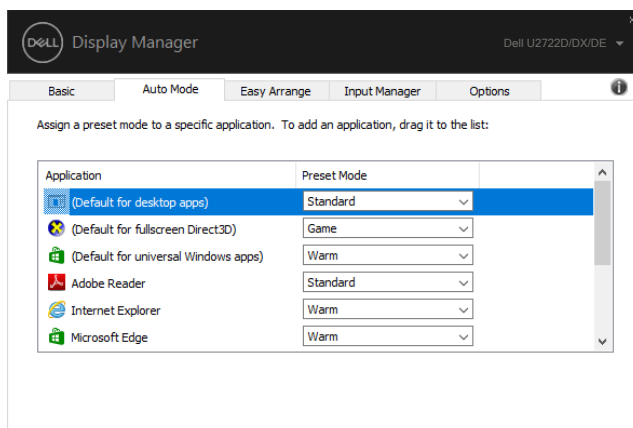 DELL Display Manager Dell U2722D/DX/DE
Basic Auto Mode Easy Arrange Input Manager Options
Assign a preset mode to a specific application. To add an application, drag it to the list:
Application Preset Mode
(Default for desktop apps) Standard
(Default for fullscreen Direct3D) Game
(Default for universal Windows apps) Warm
Adobe Reader Standard
Internet Explorer Warm
Microsoft Edge Warm